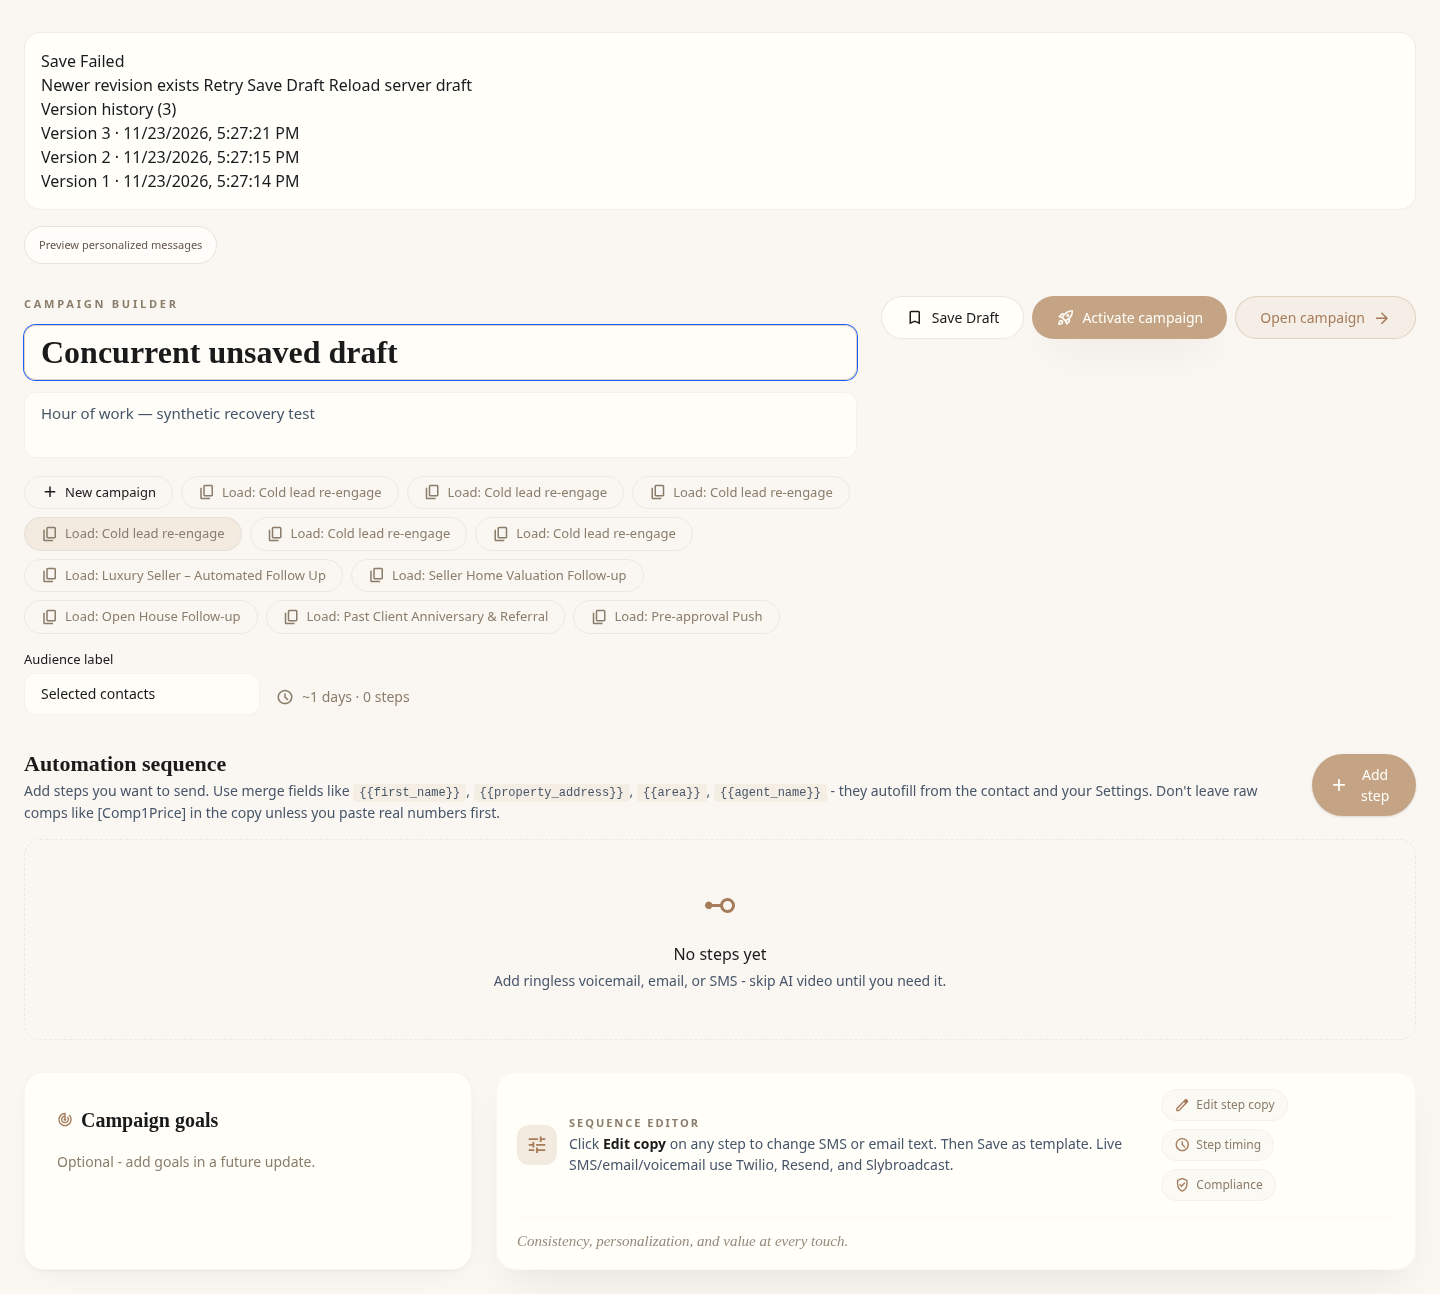 Save Failed
Newer revision exists Retry Save Draft Reload server draft
Version history (3)
Version 3 · 11/23/2026, 5:27:21 PM
Version 2 · 11/23/2026, 5:27:15 PM
Version 1 · 11/23/2026, 5:27:14 PM
Preview personalized messages
CAMPAIGN BUILDER
Save Draft
Activate campaign
Open campaign
Concurrent unsaved draft
Hour of work — synthetic recovery test
New campaign
Load: Cold lead re-engage
Load: Cold lead re-engage
Load: Cold lead re-engage
Load: Cold lead re-engage
Load: Cold lead re-engage
Load: Cold lead re-engage
Load: Luxury Seller – Automated Follow Up
Load: Seller Home Valuation Follow-up
Load: Open House Follow-up
Load: Past Client Anniversary & Referral
Load: Pre-approval Push
Audience label
Selected contacts
~1 days · 0 steps
Automation sequence
Add steps you want to send. Use merge fields like {{first_name}}, {{property_address}}, {{area}}, {{agent_name}} - they autofill from the contact and your Settings. Don't leave raw
comps like [Comp1Price] in the copy unless you paste real numbers first.
Add
step
No steps yet
Add ringless voicemail, email, or SMS - skip AI video until you need it.
Campaign goals
Optional - add goals in a future update.
SEQUENCE EDITOR
Click Edit copy on any step to change SMS or email text. Then Save as template. Live
SMS/email/voicemail use Twilio, Resend, and Slybroadcast.
Edit step copy
Step timing
Compliance
Consistency, personalization, and value at every touch.